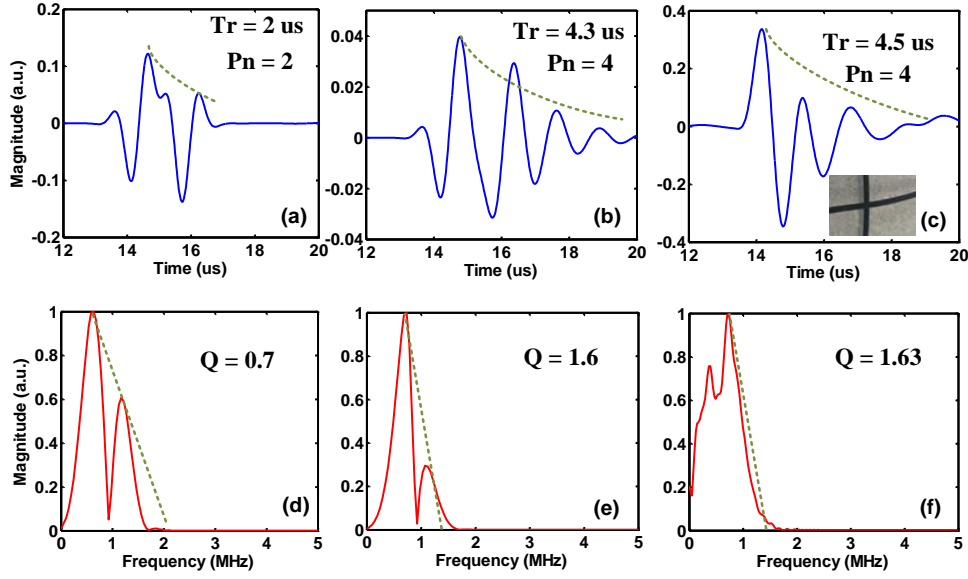 Magnitude (a.u.)
0.2
0.1
0
-0.1
-0.2
12 14 16 18 20
Time (us)
Tr = 2 us
Pn = 2
(a)
0.04
0.02
0
-0.02
-0.04
12 14 16 18 20
Time (us)
Tr = 4.3 us
Pn = 4
(b)
0.4
0.2
0
-0.2
-0.4
12 14 16 18 20
Time (us)
Tr = 4.5 us
Pn = 4
(c)
Magnitude (a.u.)
1
0.8
0.6
0.4
0.2
0
0 1 2 3 4 5
Frequency (MHz)
Q = 0.7
(d)
1
0.8
0.6
0.4
0.2
0
0 1 2 3 4 5
Frequency (MHz)
Q = 1.6
(e)
1
0.8
0.6
0.4
0.2
0
0 1 2 3 4 5
Frequency (MHz)
Q = 1.63
(f)